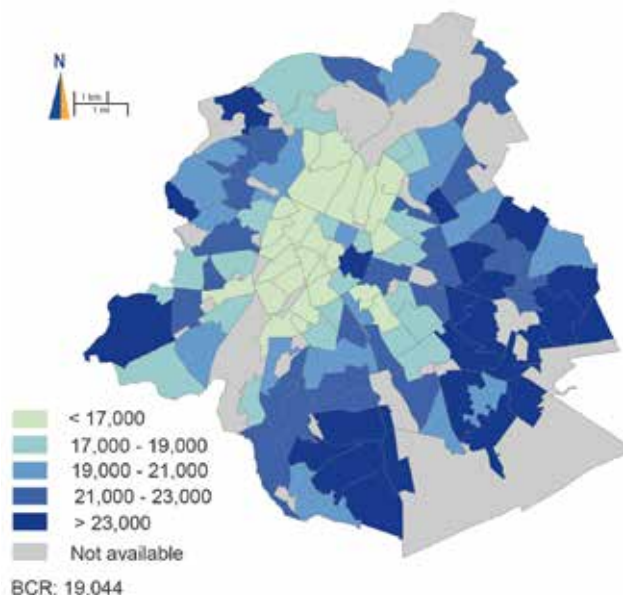 N
1 km
1 mi
< 17,000
17,000 - 19,000
19,000 - 21,000
21,000 - 23,000
> 23,000
Not available
BCR: 19.044